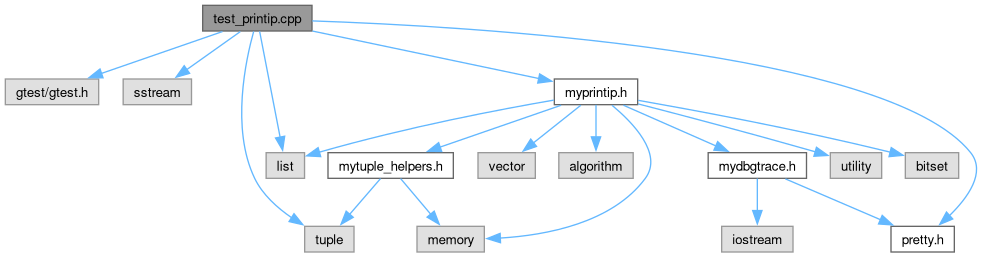 test_printip.cpp
gtest/gtest.h
sstream
myprintip.h
list
mytuple_helpers.h
vector
algorithm
mydbgtrace.h
utility
bitset
tuple
memory
iostream
pretty.h